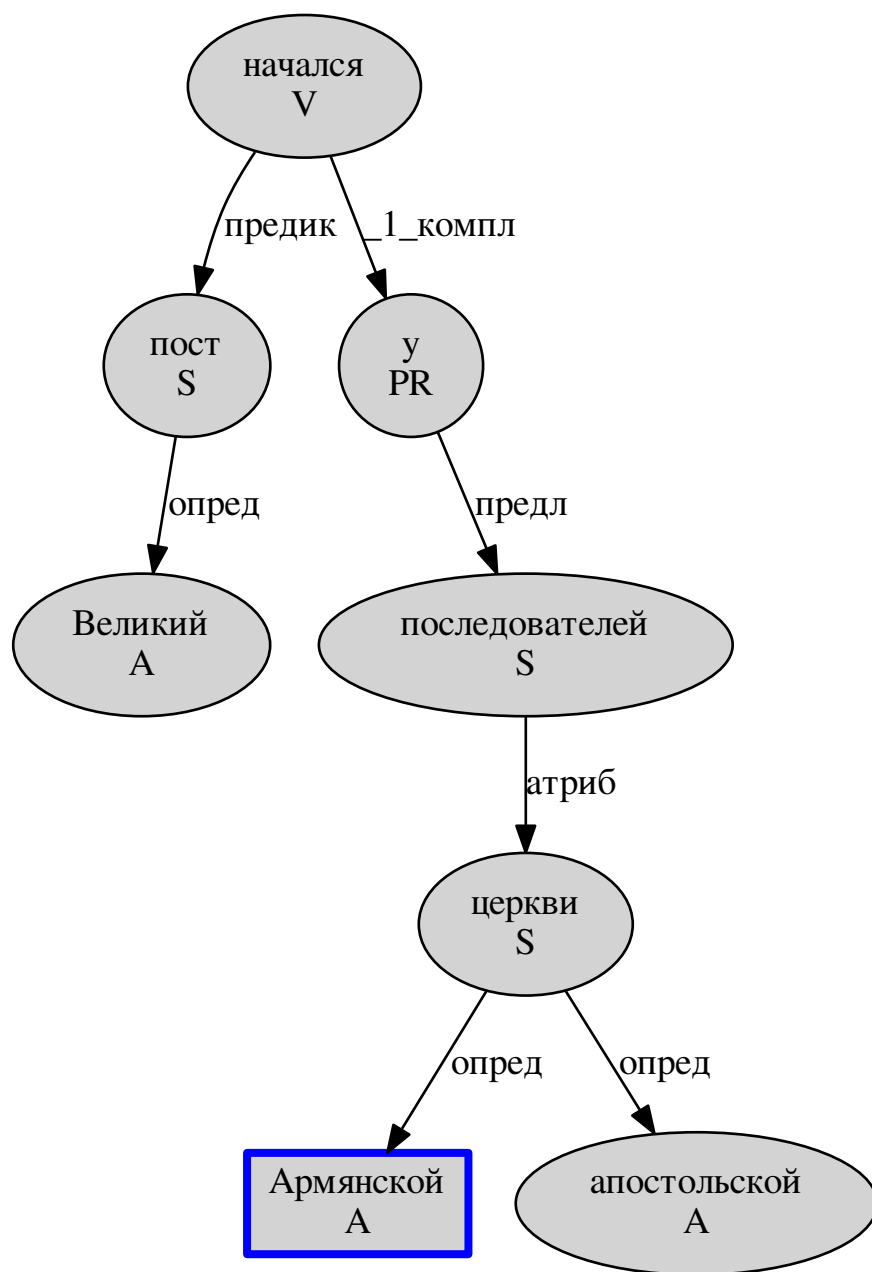 начался
V
предик
_1_компл
пост
S
у
PR
опред
предл
Великий
A
последователей
S
атриб
церкви
S
опред
опред
Армянской
A
апостольской
A